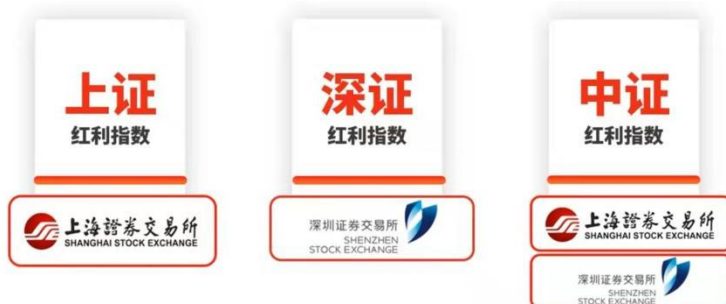 上证
红利指数
上海證券交易所
SHANGHAI STOCK EXCHANGE
深证
红利指数
深圳证券交易所
SHENZHEN
STOCK EXCHANGE
中证
红利指数
上海證券交易所
SHANGHAI STOCK EXCHANGE
深圳证券交易所
SHENZHEN
STOCK EXCHANGE